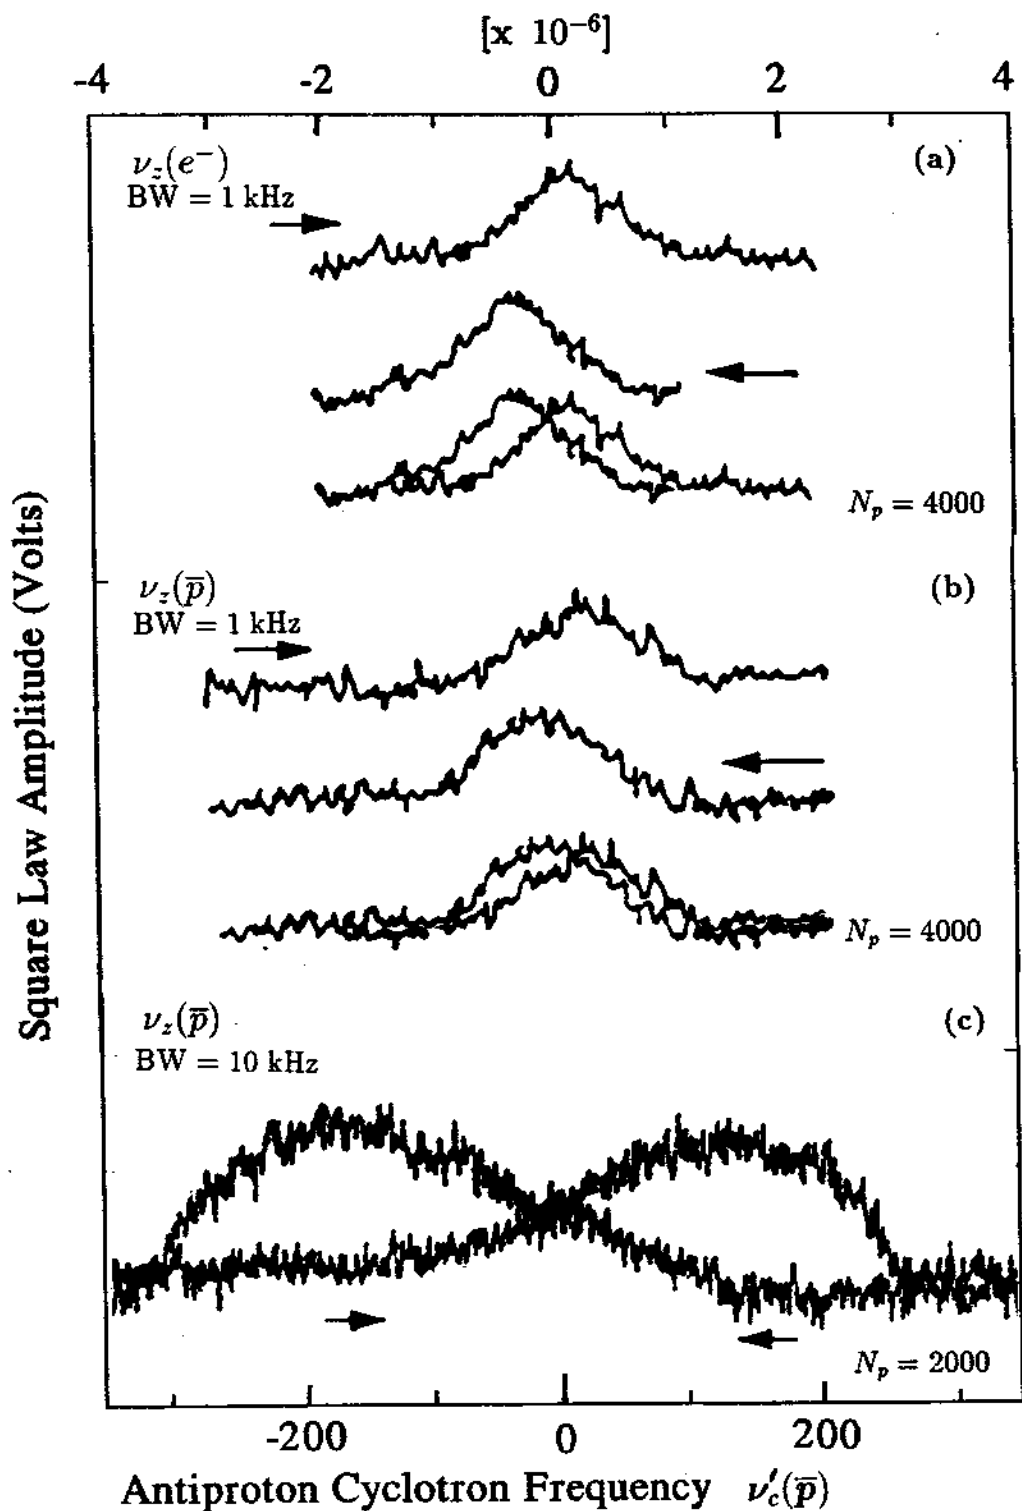 [x 10⁻⁶]
-4 -2 0 2 4
ν_z(e⁻)
(a)
BW = 1 kHz
N_p = 4000
ν_z(p̅)
(b)
BW = 1 kHz
N_p = 4000
ν_z(p̅)
(c)
BW = 10 kHz
N_p = 2000
Square Law Amplitude (Volts)
-200 0 200
Antiproton Cyclotron Frequency ν′_c(p̅)